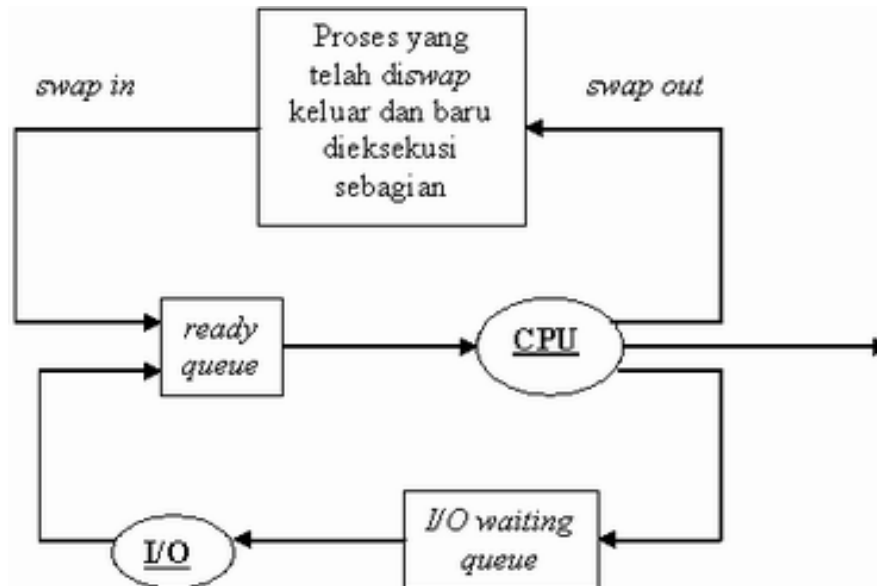 Proses yang
telah diswap
keluar dan baru
dieksekusi
sebagian
swap in
swap out
ready
queue
CPU
I/O waiting
queue
I/O